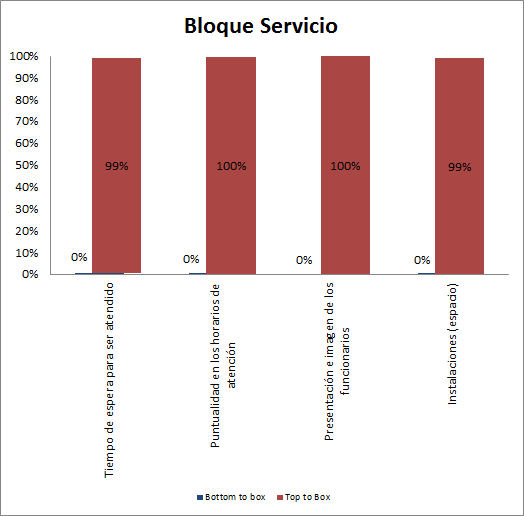 Bloque Servicio
100%
90%
80%
70%
60%
50%
40%
30%
20%
10%
0%
0%
99%
0%
100%
0%
100%
0%
99%
Tiempo de espera para ser atendido
Puntualidad en los horarios de
atención
Presentación e imagen de los
funcionarios
Instalaciones (espacio)
Bottom to box
Top to Box